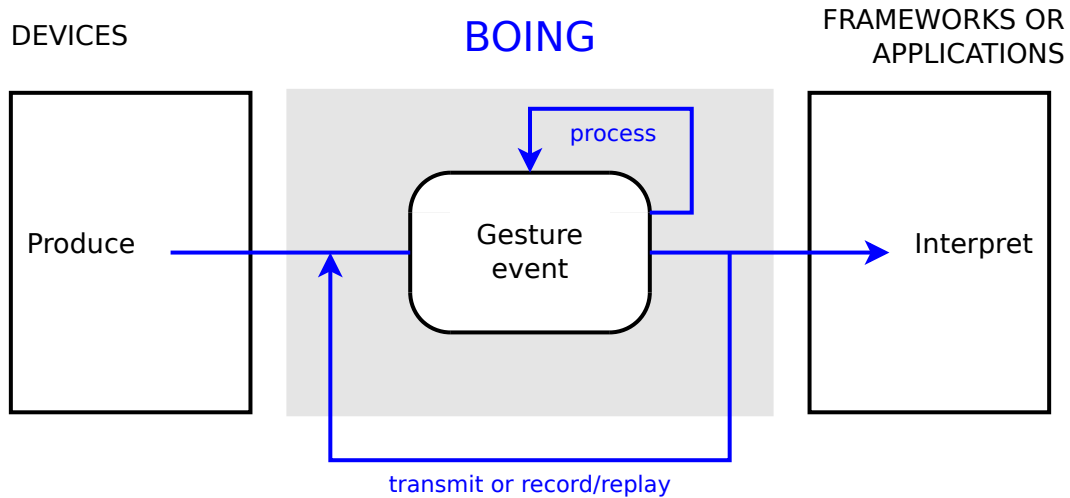 DEVICES
BOING
FRAMEWORKS OR
APPLICATIONS
process
Produce
Gesture
event
Interpret
transmit or record/replay